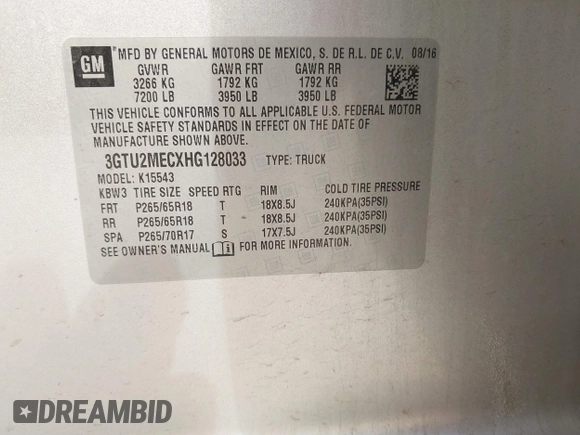 GM
MFD BY GENERAL MOTORS DE MEXICO, S. DE R.L. DE C.V. 08/16
GVWR GAWR FRT GAWR RR
3266 KG 1792 KG 1792 KG
7200 LB 3950 LB 3950 LB
THIS VEHICLE CONFORMS TO ALL APPLICABLE U.S. FEDERAL MOTOR
VEHICLE SAFETY STANDARDS IN EFFECT ON THE DATE OF
MANUFACTURE SHOWN ABOVE.
3GTU2MECXHG128033 TYPE: TRUCK
MODEL: K15543
KBW3 TIRE SIZE SPEED RTG RIM COLD TIRE PRESSURE
FRT P265/65R18 T 18X8.5J 240KPA(35PSI)
RR P265/65R18 T 18X8.5J 240KPA(35PSI)
SPA P265/70R17 S 17X7.5J 240KPA(35PSI)
SEE OWNER'S MANUAL FOR MORE INFORMATION.
DREAMBID